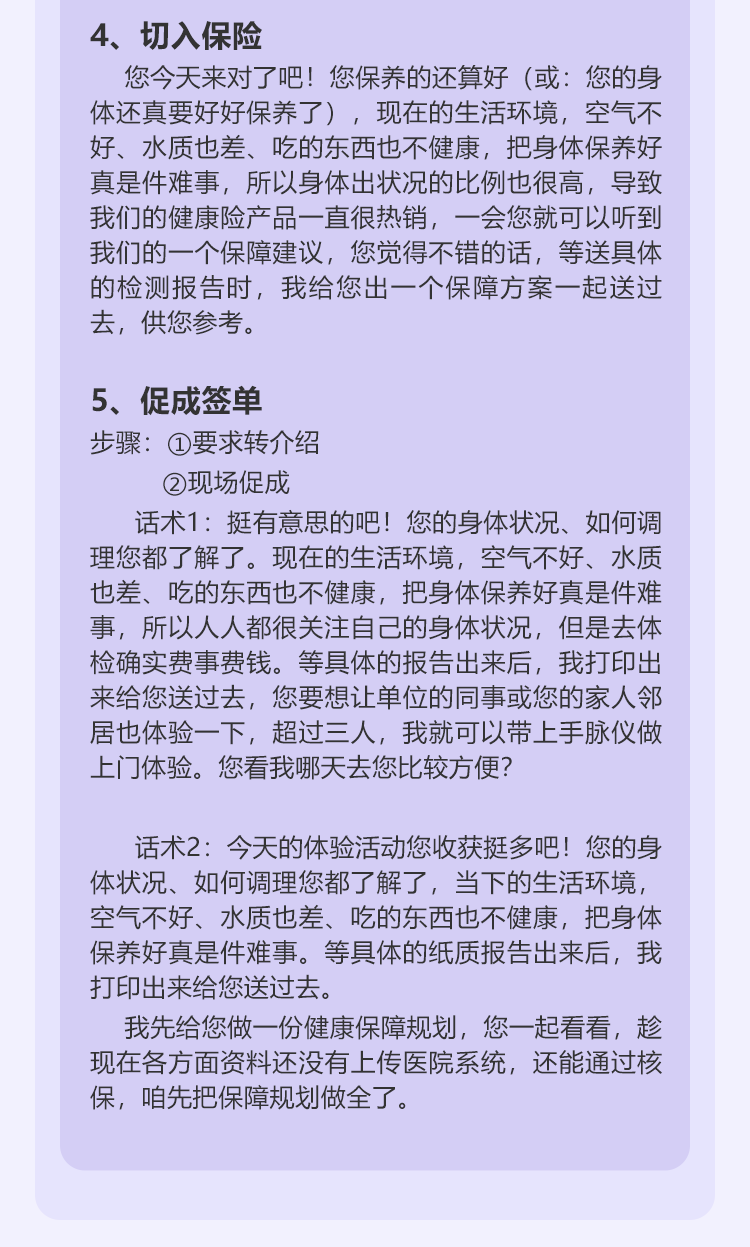 4、切入保险
您今天来对了吧！您保养的还算好（或：您的身
体还真要好好保养了），现在的生活环境，空气不
好、水质也差、吃的东西也不健康，把身体保养好
真是件难事，所以身体出状况的比例也很高，导致
我们的健康险产品一直很热销，一会您就可以听到
我们的一个保障建议，您觉得不错的话，等送具体
的检测报告时，我给您出一个保障方案一起送过
去，供您参考。
5、促成签单
步骤：①要求转介绍
②现场促成
话术1：挺有意思的吧！您的身体状况、如何调
理您都了解了。现在的生活环境，空气不好、水质
也差、吃的东西也不健康，把身体保养好真是件难
事，所以人人都很关注自己的身体状况，但是去体
检确实费事费钱。等具体的报告出来后，我打印出
来给您送过去，您要想让单位的同事或您的家人邻
居也体验一下，超过三人，我就可以带上手脉仪做
上门体验。您看我哪天去您比较方便？
话术2：今天的体验活动您收获挺多吧！您的身
体状况、如何调理您都了解了，当下的生活环境，
空气不好、水质也差、吃的东西也不健康，把身体
保养好真是件难事。等具体的纸质报告出来后，我
打印出来给您送过去。
我先给您做一份健康保障规划，您一起看看，趁
现在各方面资料还没有上传医院系统，还能通过核
保，咱先把保障规划做全了。